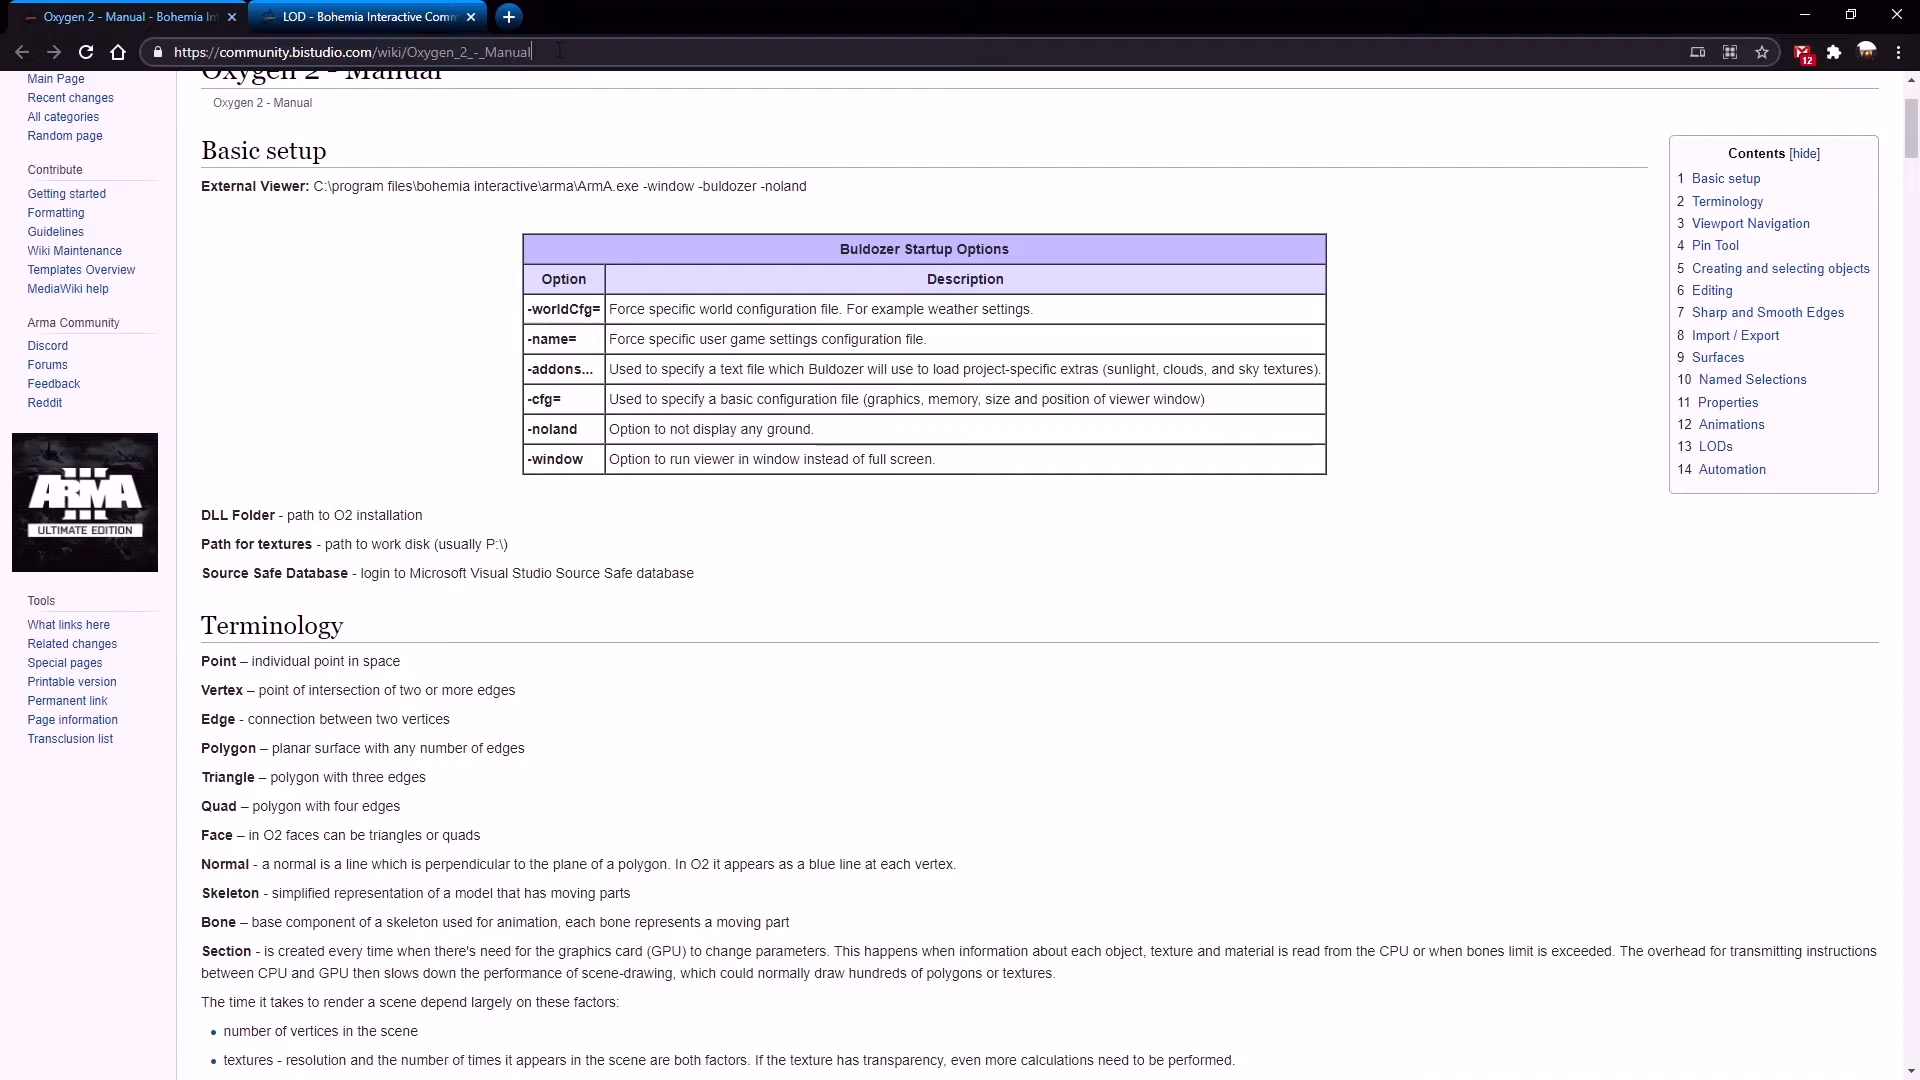 Oxygen 2 - Manual - Bohemia In
LOD - Bohemia Interactive Comm
https://community.bistudio.com/wiki/Oxygen_2_-_Manual
12
Oxygen 2 - Manual
Oxygen 2 - Manual
Main Page
Recent changes
All categories
Random page
Contribute
Getting started
Formatting
Guidelines
Wiki Maintenance
Templates Overview
MediaWiki help
Arma Community
Discord
Forums
Feedback
Reddit
ARMA
III
ULTIMATE EDITION
Tools
What links here
Related changes
Special pages
Printable version
Permanent link
Page information
Transclusion list
Basic setup
External Viewer: C:\program files\bohemia interactive\arma\ArmA.exe -window -buldozer -noland
Buldozer Startup Options
Option Description
-worldCfg= Force specific world configuration file. For example weather settings.
-name= Force specific user game settings configuration file.
-addons... Used to specify a text file which Buldozer will use to load project-specific extras (sunlight, clouds, and sky textures).
-cfg= Used to specify a basic configuration file (graphics, memory, size and position of viewer window)
-noland Option to not display any ground.
-window Option to run viewer in window instead of full screen.
DLL Folder - path to O2 installation
Path for textures - path to work disk (usually P:\)
Source Safe Database - login to Microsoft Visual Studio Source Safe database
Terminology
Point – individual point in space
Vertex – point of intersection of two or more edges
Edge - connection between two vertices
Polygon – planar surface with any number of edges
Triangle – polygon with three edges
Quad – polygon with four edges
Face – in O2 faces can be triangles or quads
Normal - a normal is a line which is perpendicular to the plane of a polygon. In O2 it appears as a blue line at each vertex.
Skeleton - simplified representation of a model that has moving parts
Bone – base component of a skeleton used for animation, each bone represents a moving part
Section - is created every time when there's need for the graphics card (GPU) to change parameters. This happens when information about each object, texture and material is read from the CPU or when bones limit is exceeded. The overhead for transmitting instructions
between CPU and GPU then slows down the performance of scene-drawing, which could normally draw hundreds of polygons or textures.
The time it takes to render a scene depend largely on these factors:
• number of vertices in the scene
• textures - resolution and the number of times it appears in the scene are both factors. If the texture has transparency, even more calculations need to be performed.
Contents [hide]
1 Basic setup
2 Terminology
3 Viewport Navigation
4 Pin Tool
5 Creating and selecting objects
6 Editing
7 Sharp and Smooth Edges
8 Import / Export
9 Surfaces
10 Named Selections
11 Properties
12 Animations
13 LODs
14 Automation